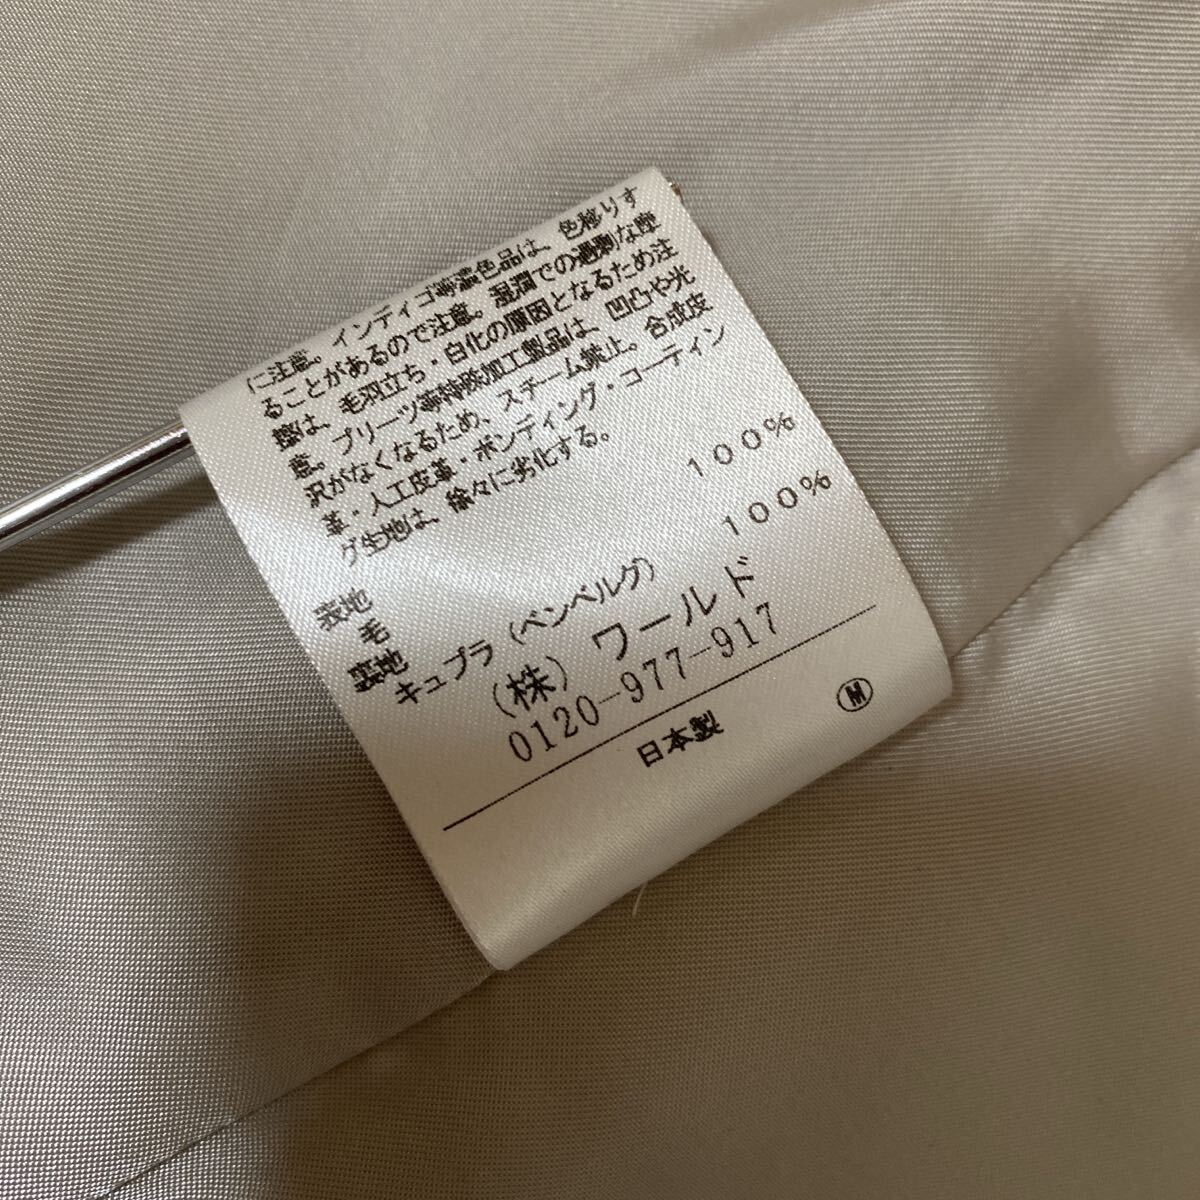 に注意。インディゴ等濃色品は、色移りす
ることがあるので注意。湿潤での過剰な摩
擦は、毛羽立ち・白化の原因となるため注
意。プリーツ等特殊加工製品は、凹凸や光
沢がなくなるため、スチーム禁止。合成皮
革・人工皮革・ボンディング・コーティン
グ生地は、徐々に劣化する。
表地
毛 100%
裏地
キュプラ(ベンベルグ) 100%
(株)ワールド
0120-977-917
日本製 Ⓜ